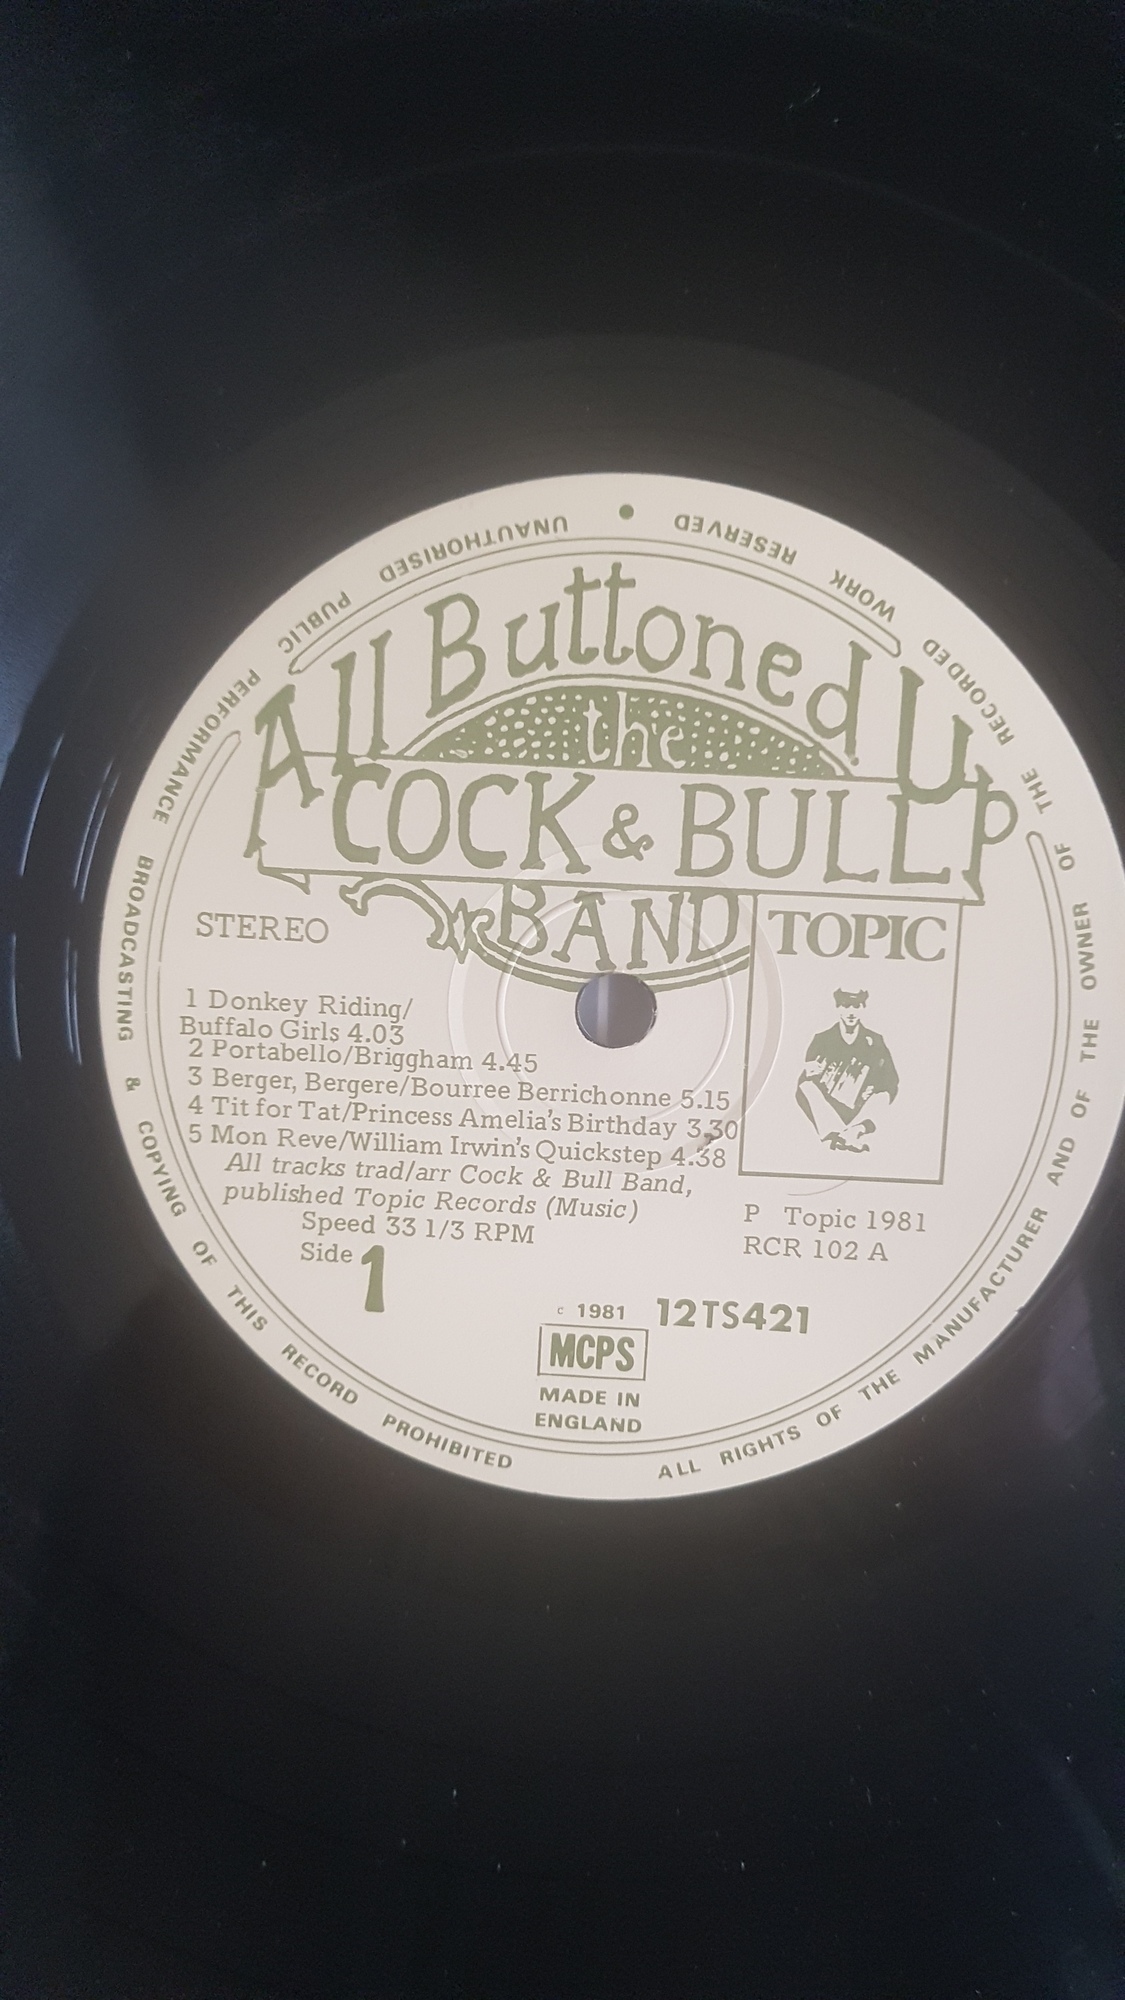 All Buttoned Up
the
COCK & BULL
BAND
STEREO
TOPIC
1 Donkey Riding/
Buffalo Girls 4.03
2 Portabello/Briggham 4.45
3 Berger, Bergere/Bourree Berrichonne 5.15
4 Tit for Tat/Princess Amelia's Birthday 3.30
5 Mon Reve/William Irwin's Quickstep 4.38
All tracks trad/arr Cock & Bull Band,
published Topic Records (Music)
Speed 33 1/3 RPM
Side 1
P Topic 1981
RCR 102 A
c 1981
12TS421
MCPS
MADE IN
ENGLAND
ALL RIGHTS OF THE MANUFACTURER AND OF THE OWNER OF THE RECORDED WORK RESERVED • UNAUTHORISED PUBLIC PERFORMANCE BROADCASTING & COPYING OF THIS RECORD PROHIBITED